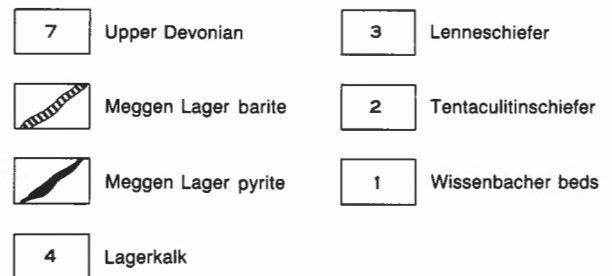 7 Upper Devonian
Meggen Lager barite
Meggen Lager pyrite
4 Lagerkalk
3 Lenneschiefer
2 Tentaculitinschiefer
1 Wissenbacher beds